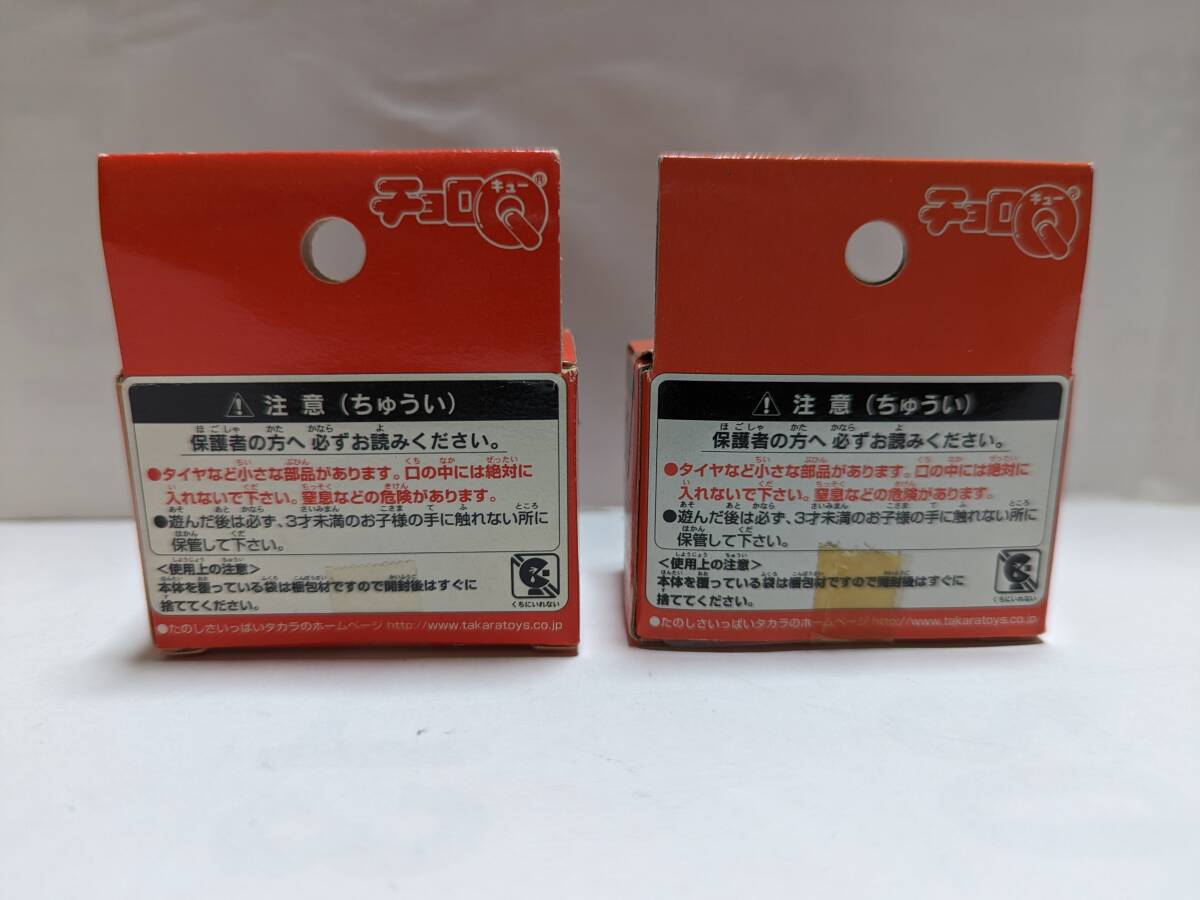 チョロQ キュー ®
注意（ちゅうい）
保護者の方へ 必ずお読みください。
●タイヤなど小さな部品があります。口の中には絶対に
入れないで下さい。窒息などの危険があります。
●遊んだ後は必ず、3才未満のお子様の手に触れない所に
保管して下さい。
＜使用上の注意＞
本体を覆っている袋は梱包材ですので開封後はすぐに
捨ててください。
くちにいれない
●たのしさいっぱいタカラのホームページ http://www.takaratoys.co.jp
チョロQ キュー ®
注意（ちゅうい）
保護者の方へ 必ずお読みください。
●タイヤなど小さな部品があります。口の中には絶対に
入れないで下さい。窒息などの危険があります。
●遊んだ後は必ず、3才未満のお子様の手に触れない所に
保管して下さい。
＜使用上の注意＞
本体を覆っている袋は梱包材ですので開封後はすぐに
捨ててください。
くちにいれない
●たのしさいっぱいタカラのホームページ http://www.takaratoys.co.jp